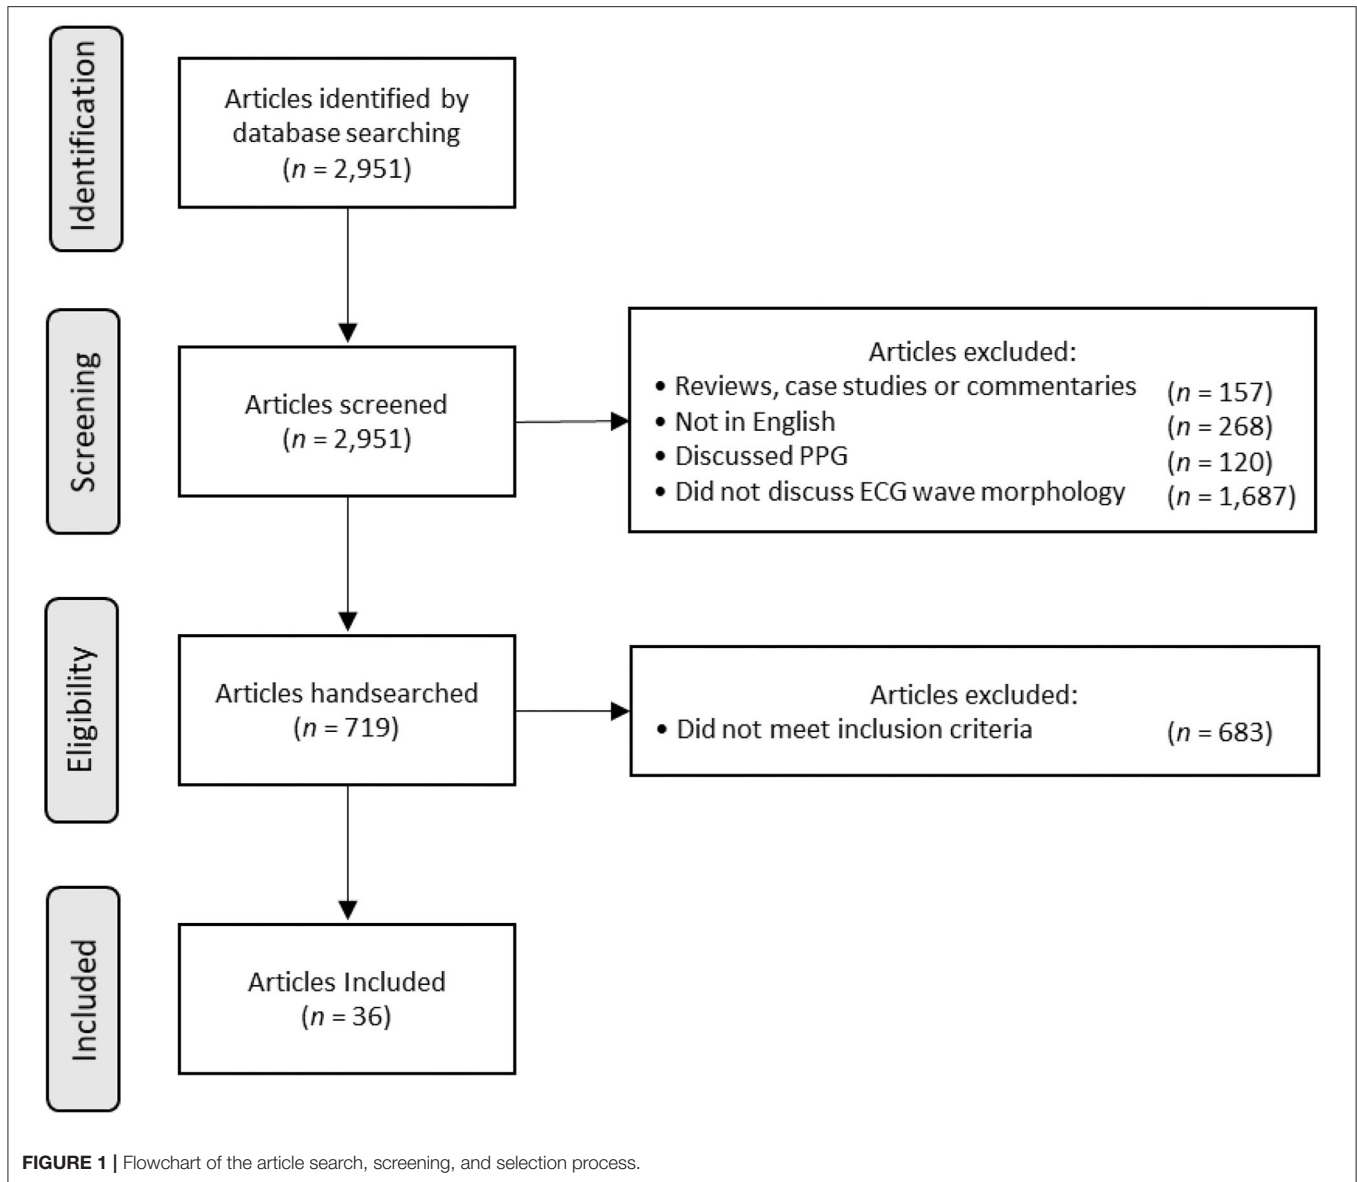 Identification
Articles identified by
database searching
(n = 2,951)
Screening
Articles screened
(n = 2,951)
Articles excluded:
• Reviews, case studies or commentaries (n = 157)
• Not in English (n = 268)
• Discussed PPG (n = 120)
• Did not discuss ECG wave morphology (n = 1,687)
Eligibility
Articles handsearched
(n = 719)
Articles excluded:
• Did not meet inclusion criteria (n = 683)
Included
Articles Included
(n = 36)
FIGURE 1 | Flowchart of the article search, screening, and selection process.